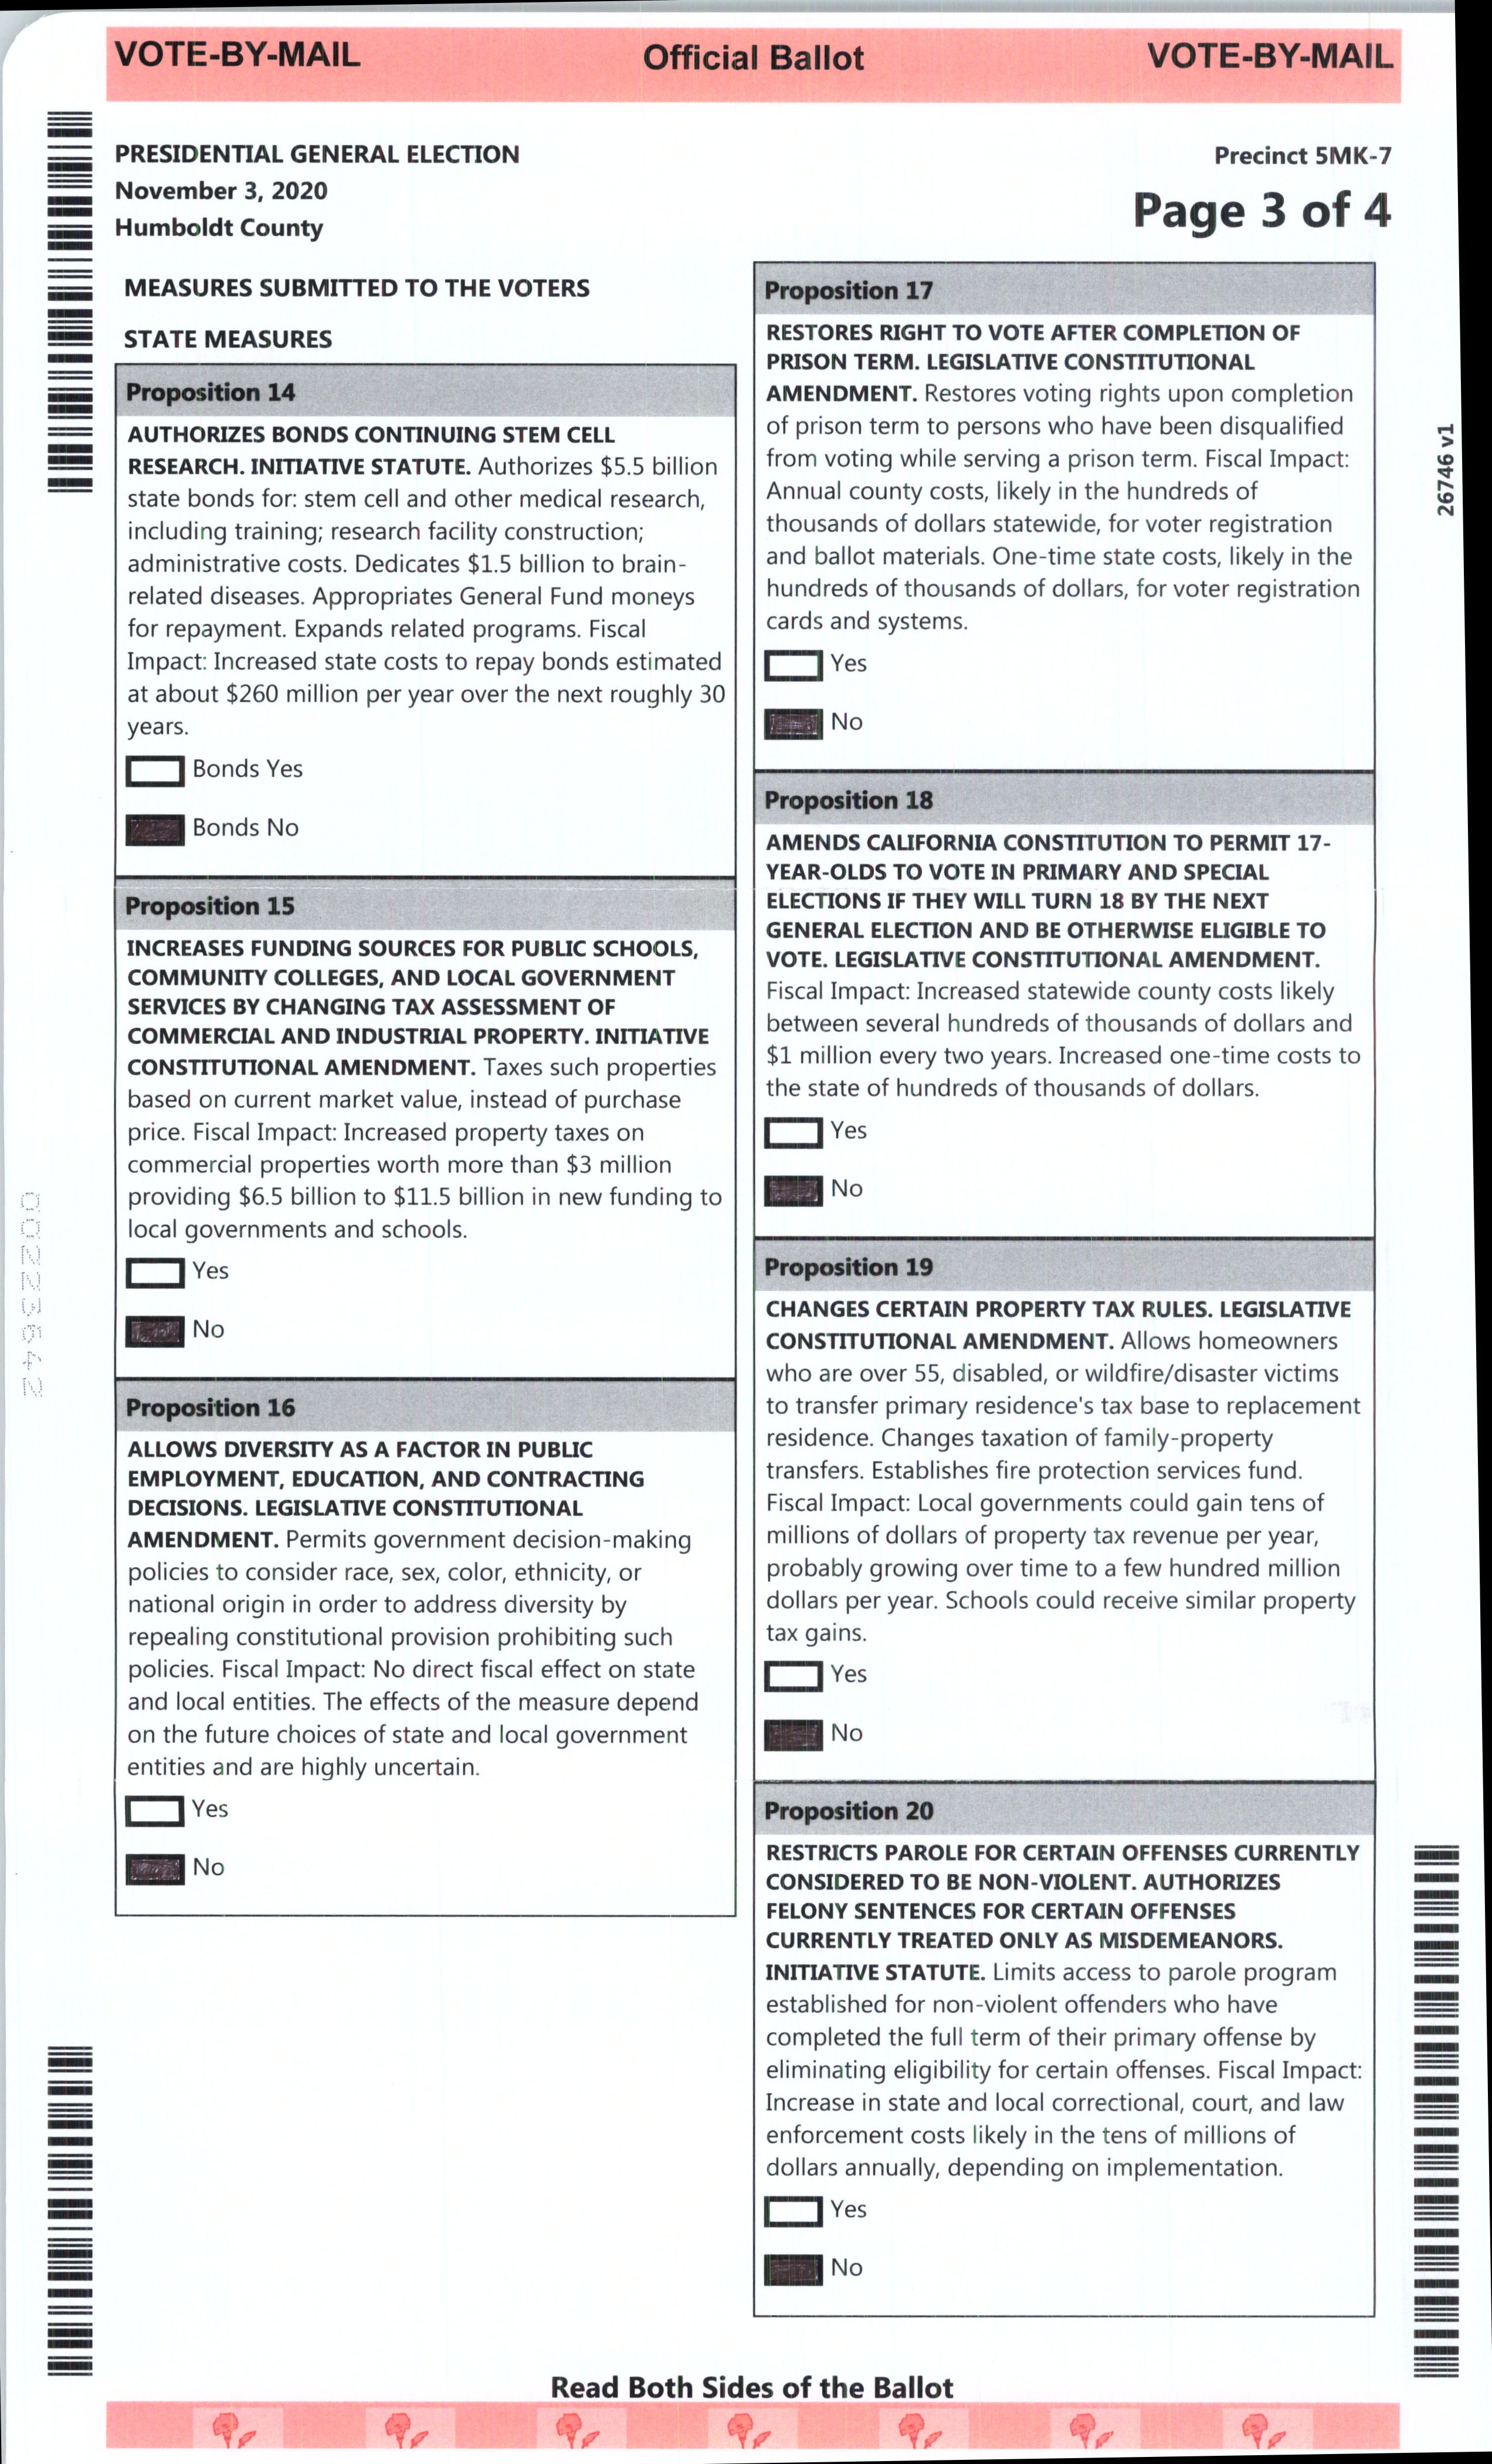 VOTE-BY-MAIL Official Ballot VOTE-BY-MAIL
PRESIDENTIAL GENERAL ELECTION
November 3, 2020
Humboldt County
Precinct 5MK-7
Page 3 of 4
MEASURES SUBMITTED TO THE VOTERS
STATE MEASURES
Proposition 14
AUTHORIZES BONDS CONTINUING STEM CELL
RESEARCH. INITIATIVE STATUTE. Authorizes $5.5 billion
state bonds for: stem cell and other medical research,
including training; research facility construction;
administrative costs. Dedicates $1.5 billion to brain-
related diseases. Appropriates General Fund moneys
for repayment. Expands related programs. Fiscal
Impact: Increased state costs to repay bonds estimated
at about $260 million per year over the next roughly 30
years.
Bonds Yes
Bonds No
Proposition 15
INCREASES FUNDING SOURCES FOR PUBLIC SCHOOLS,
COMMUNITY COLLEGES, AND LOCAL GOVERNMENT
SERVICES BY CHANGING TAX ASSESSMENT OF
COMMERCIAL AND INDUSTRIAL PROPERTY. INITIATIVE
CONSTITUTIONAL AMENDMENT. Taxes such properties
based on current market value, instead of purchase
price. Fiscal Impact: Increased property taxes on
commercial properties worth more than $3 million
providing $6.5 billion to $11.5 billion in new funding to
local governments and schools.
Yes
No
Proposition 16
ALLOWS DIVERSITY AS A FACTOR IN PUBLIC
EMPLOYMENT, EDUCATION, AND CONTRACTING
DECISIONS. LEGISLATIVE CONSTITUTIONAL
AMENDMENT. Permits government decision-making
policies to consider race, sex, color, ethnicity, or
national origin in order to address diversity by
repealing constitutional provision prohibiting such
policies. Fiscal Impact: No direct fiscal effect on state
and local entities. The effects of the measure depend
on the future choices of state and local government
entities and are highly uncertain.
Yes
No
Proposition 17
RESTORES RIGHT TO VOTE AFTER COMPLETION OF
PRISON TERM. LEGISLATIVE CONSTITUTIONAL
AMENDMENT. Restores voting rights upon completion
of prison term to persons who have been disqualified
from voting while serving a prison term. Fiscal Impact:
Annual county costs, likely in the hundreds of
thousands of dollars statewide, for voter registration
and ballot materials. One-time state costs, likely in the
hundreds of thousands of dollars, for voter registration
cards and systems.
Yes
No
Proposition 18
AMENDS CALIFORNIA CONSTITUTION TO PERMIT 17-
YEAR-OLDS TO VOTE IN PRIMARY AND SPECIAL
ELECTIONS IF THEY WILL TURN 18 BY THE NEXT
GENERAL ELECTION AND BE OTHERWISE ELIGIBLE TO
VOTE. LEGISLATIVE CONSTITUTIONAL AMENDMENT.
Fiscal Impact: Increased statewide county costs likely
between several hundreds of thousands of dollars and
$1 million every two years. Increased one-time costs to
the state of hundreds of thousands of dollars.
Yes
No
Proposition 19
CHANGES CERTAIN PROPERTY TAX RULES. LEGISLATIVE
CONSTITUTIONAL AMENDMENT. Allows homeowners
who are over 55, disabled, or wildfire/disaster victims
to transfer primary residence's tax base to replacement
residence. Changes taxation of family-property
transfers. Establishes fire protection services fund.
Fiscal Impact: Local governments could gain tens of
millions of dollars of property tax revenue per year,
probably growing over time to a few hundred million
dollars per year. Schools could receive similar property
tax gains.
Yes
No
Proposition 20
RESTRICTS PAROLE FOR CERTAIN OFFENSES CURRENTLY
CONSIDERED TO BE NON-VIOLENT. AUTHORIZES
FELONY SENTENCES FOR CERTAIN OFFENSES
CURRENTLY TREATED ONLY AS MISDEMEANORS.
INITIATIVE STATUTE. Limits access to parole program
established for non-violent offenders who have
completed the full term of their primary offense by
eliminating eligibility for certain offenses. Fiscal Impact:
Increase in state and local correctional, court, and law
enforcement costs likely in the tens of millions of
dollars annually, depending on implementation.
Yes
No
26746 v1
00223642
Read Both Sides of the Ballot